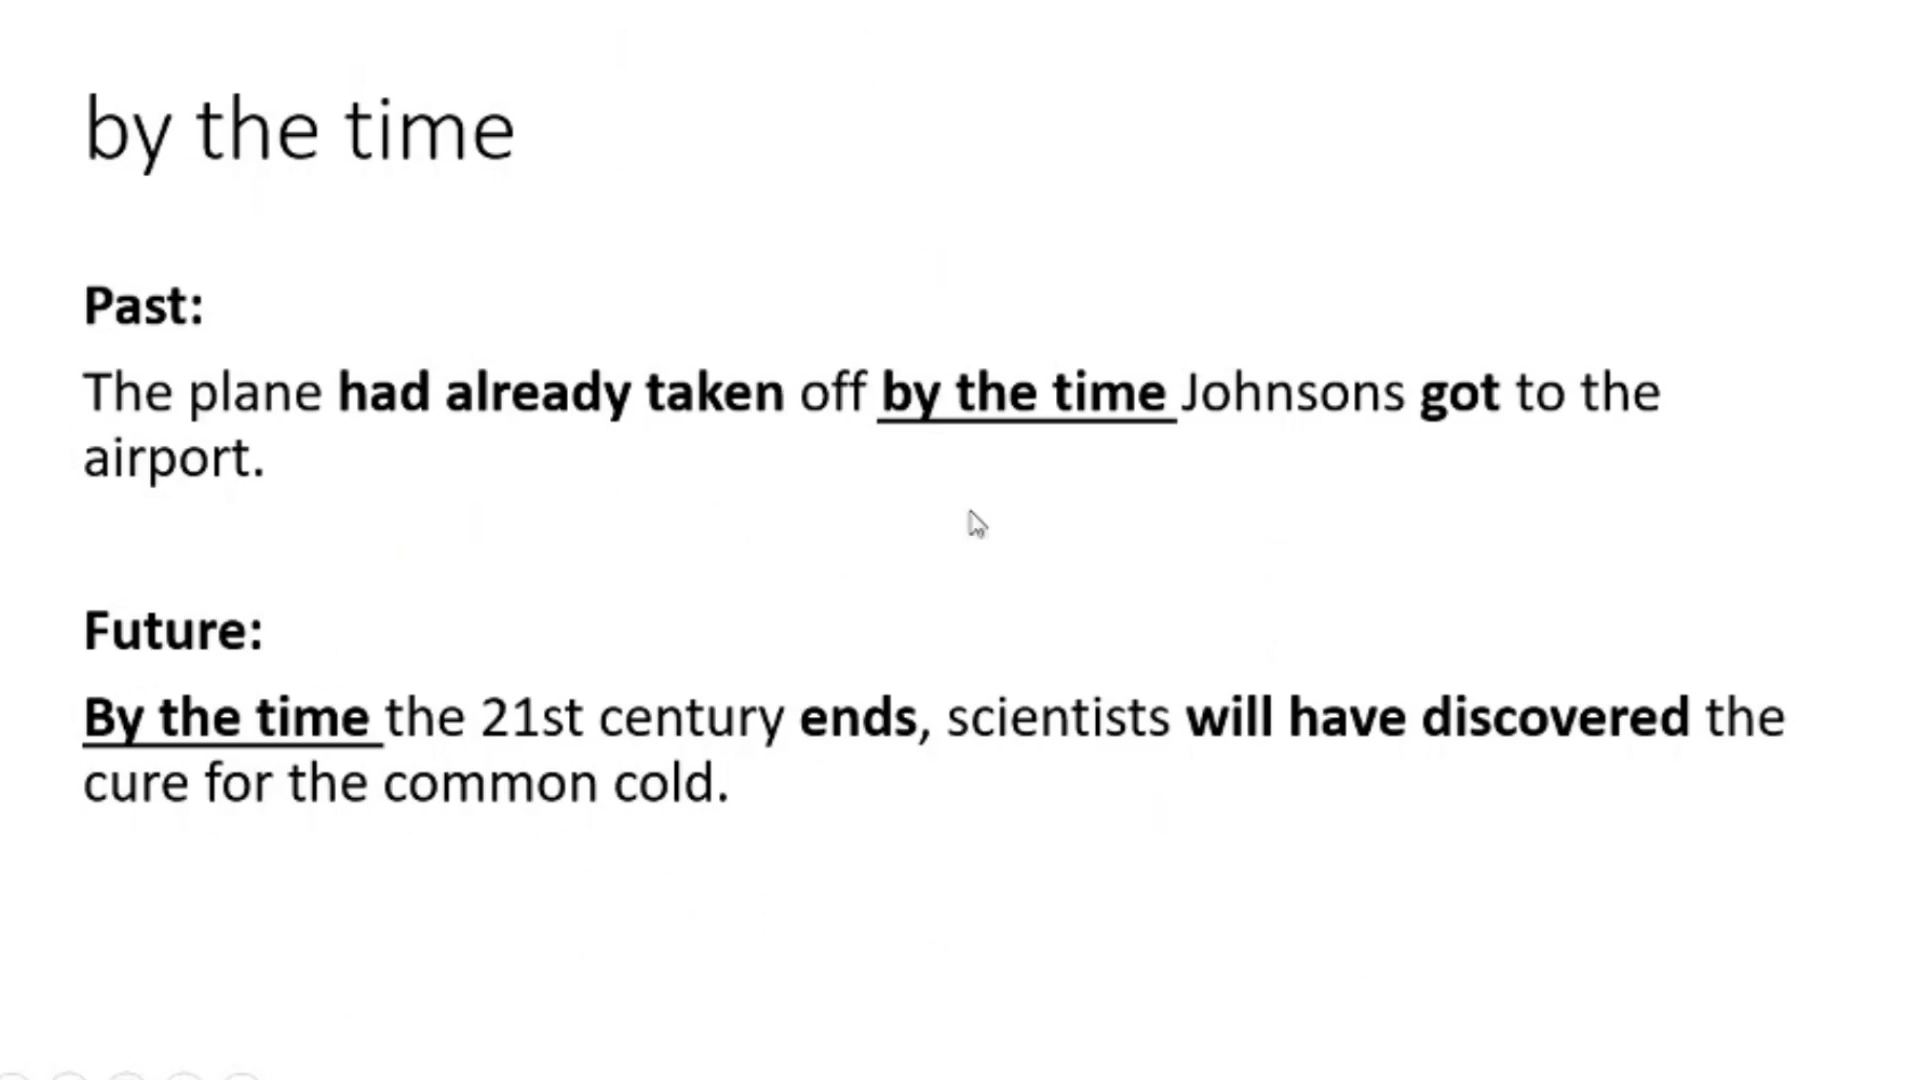 by the time
Past:
The plane had already taken off by the time Johnsons got to the
airport.
Future:
By the time the 21st century ends, scientists will have discovered the
cure for the common cold.